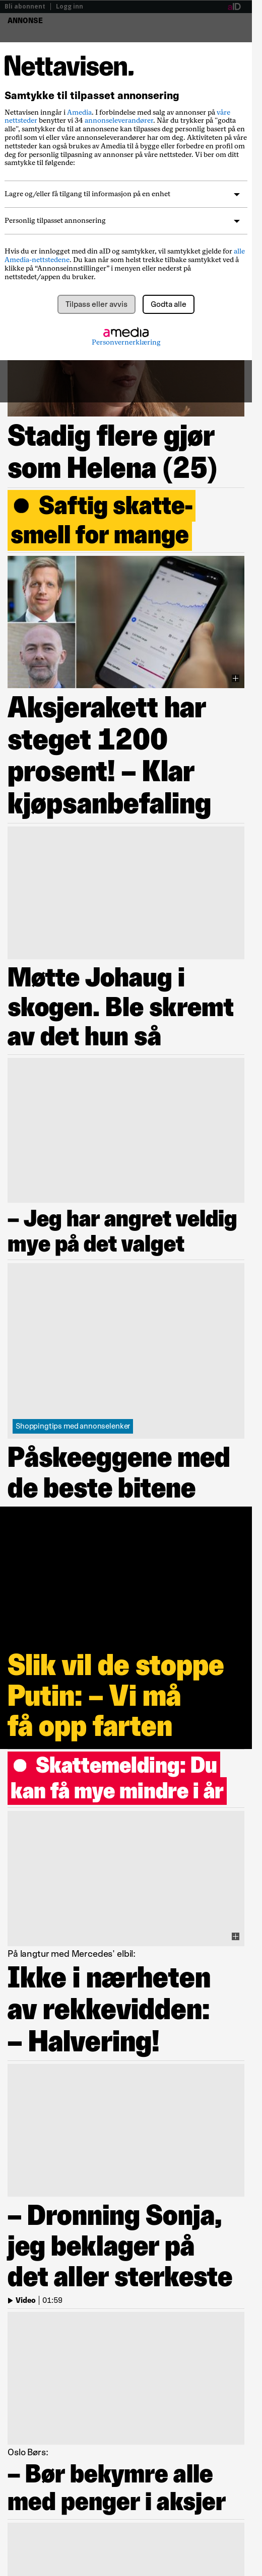 Bli abonnent | Logg inn
aID
ANNONSE
Nettavisen.
Samtykke til tilpasset annonsering
Nettavisen inngår i Amedia. I forbindelse med salg av annonser på våre
nettsteder benytter vi 34 annonseleverandører. Når du trykker på "godta
alle", samtykker du til at annonsene kan tilpasses deg personlig basert på en
profil som vi eller våre annonseleverandører har om deg. Aktiviteten på våre
nettsteder kan også brukes av Amedia til å bygge eller forbedre en profil om
deg for personlig tilpasning av annonser på våre nettsteder. Vi ber om ditt
samtykke til følgende:
Lagre og/eller få tilgang til informasjon på en enhet
Personlig tilpasset annonsering
Hvis du er innlogget med din aID og samtykker, vil samtykket gjelde for alle
Amedia-nettstedene. Du kan når som helst trekke tilbake samtykket ved å
klikke på “Annonseinnstillinger” i menyen eller nederst på
nettstedet/appen du bruker.
Tilpass eller avvis
Godta alle
amedia
Personvernerklæring
Stadig flere gjør
som Helena (25)
Saftig skatte-
smell for mange
Aksjerakett har
steget 1200
prosent! – Klar
kjøpsanbefaling
Møtte Johaug i
skogen. Ble skremt
av det hun så
– Jeg har angret veldig
mye på det valget
Shoppingtips med annonselenker
Påskeeggene med
de beste bitene
Slik vil de stoppe
Putin: – Vi må
få opp farten
Skattemelding: Du
kan få mye mindre i år
På langtur med Mercedes' elbil:
Ikke i nærheten
av rekkevidden:
– Halvering!
– Dronning Sonja,
jeg beklager på
det aller sterkeste
Video | 01:59
Oslo Børs:
– Bør bekymre alle
med penger i aksjer